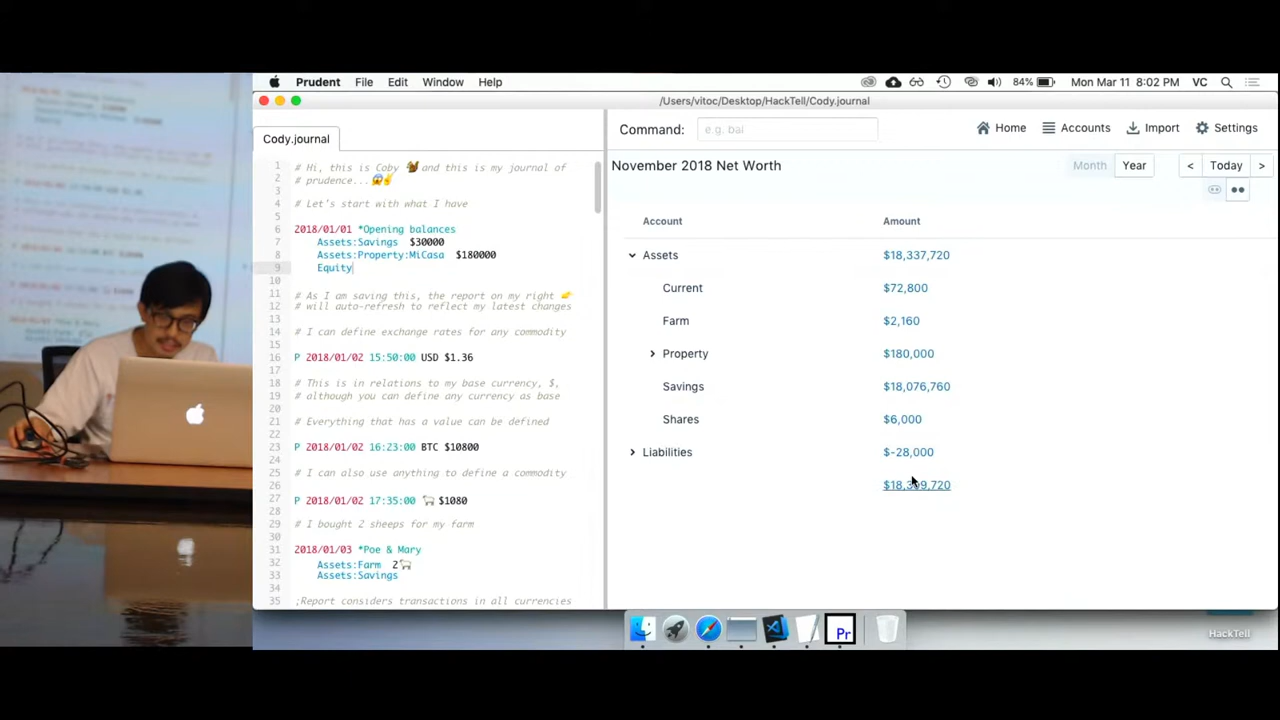 Prudent File Edit Window Help
84% Mon Mar 11 8:02 PM VC
/Users/vitoc/Desktop/HackTell/Cody.journal
Cody.journal
Command: e.g. bai
Home Accounts Import Settings
1 # Hi, this is Coby 🐿 and this is my journal of
2 # prudence...😱✌
3
4 # Let's start with what I have
5
6 2018/01/01 *Opening balances
7 Assets:Savings $30000
8 Assets:Property:MiCasa $180000
9 Equity
10
11 # As I am saving this, the report on my right 👉
12 # will auto-refresh to reflect my latest changes
13
14 # I can define exchange rates for any commodity
15
16 P 2018/01/02 15:50:00 USD $1.36
17
18 # This is in relations to my base currency, $,
19 # although you can define any currency as base
20
21 # Everything that has a value can be defined
22
23 P 2018/01/02 16:23:00 BTC $10800
24
25 # I can also use anything to define a commodity
26
27 P 2018/01/02 17:35:00 🐑 $1080
28
29 # I bought 2 sheeps for my farm
30
31 2018/01/03 *Poe & Mary
32 Assets:Farm 2🐑
33 Assets:Savings
34
35 ;Report considers transactions in all currencies
November 2018 Net Worth
Month Year < Today >
Account Amount
Assets $18,337,720
Current $72,800
Farm $2,160
Property $180,000
Savings $18,076,760
Shares $6,000
Liabilities $-28,000
$18,309,720
Pr
HackTell